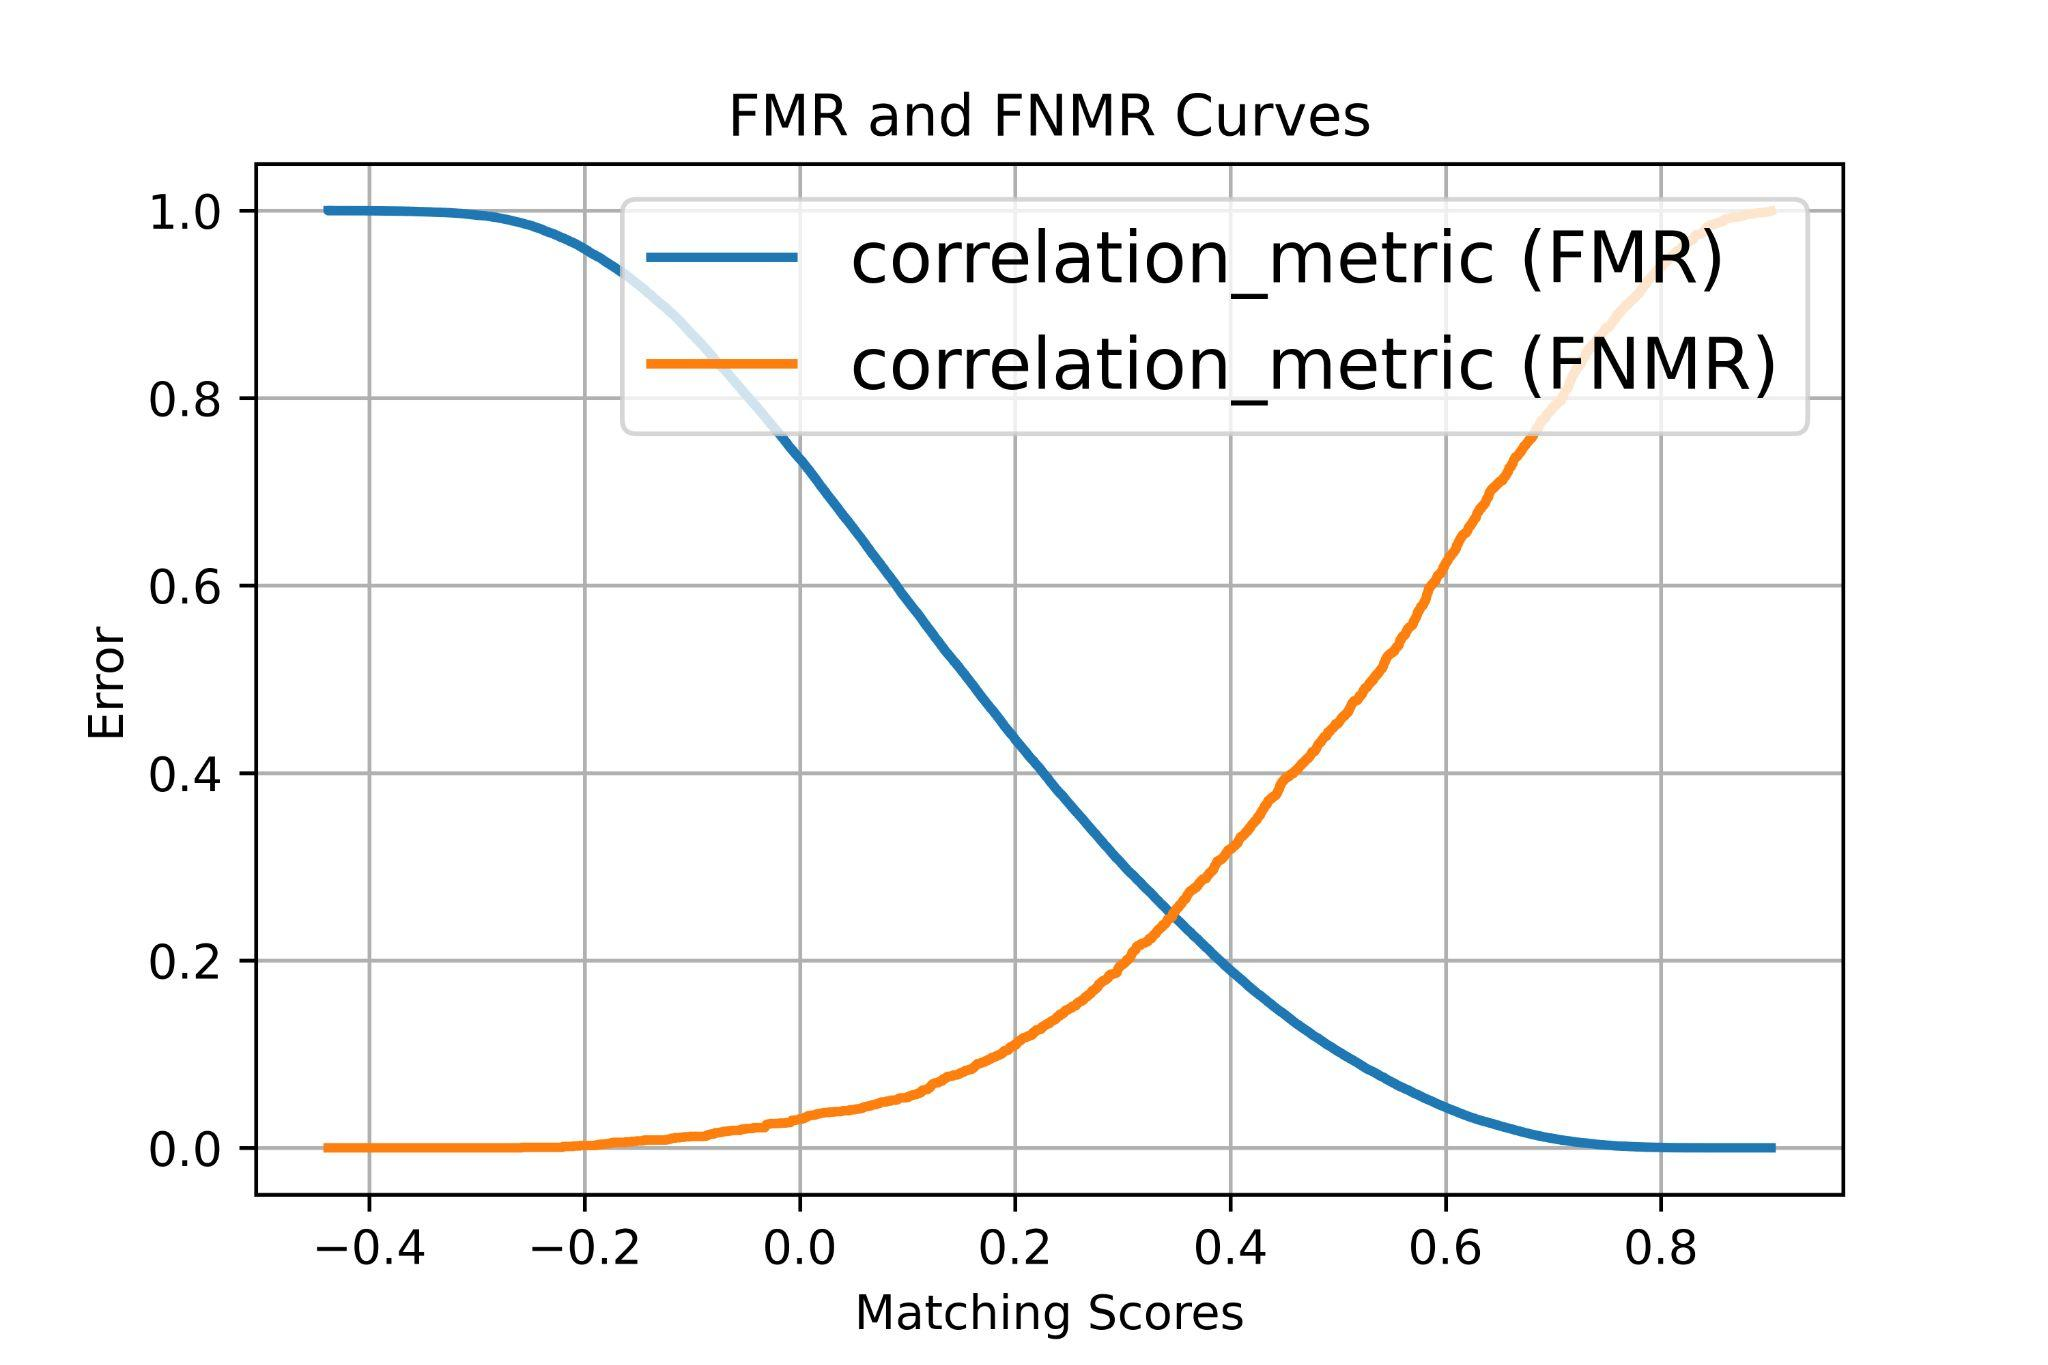 FMR and FNMR Curves
correlation_metric (FMR)
correlation_metric (FNMR)
1.0
0.8
0.6
0.4
0.2
0.0
Error
−0.4 −0.2 0.0 0.2 0.4 0.6 0.8
Matching Scores